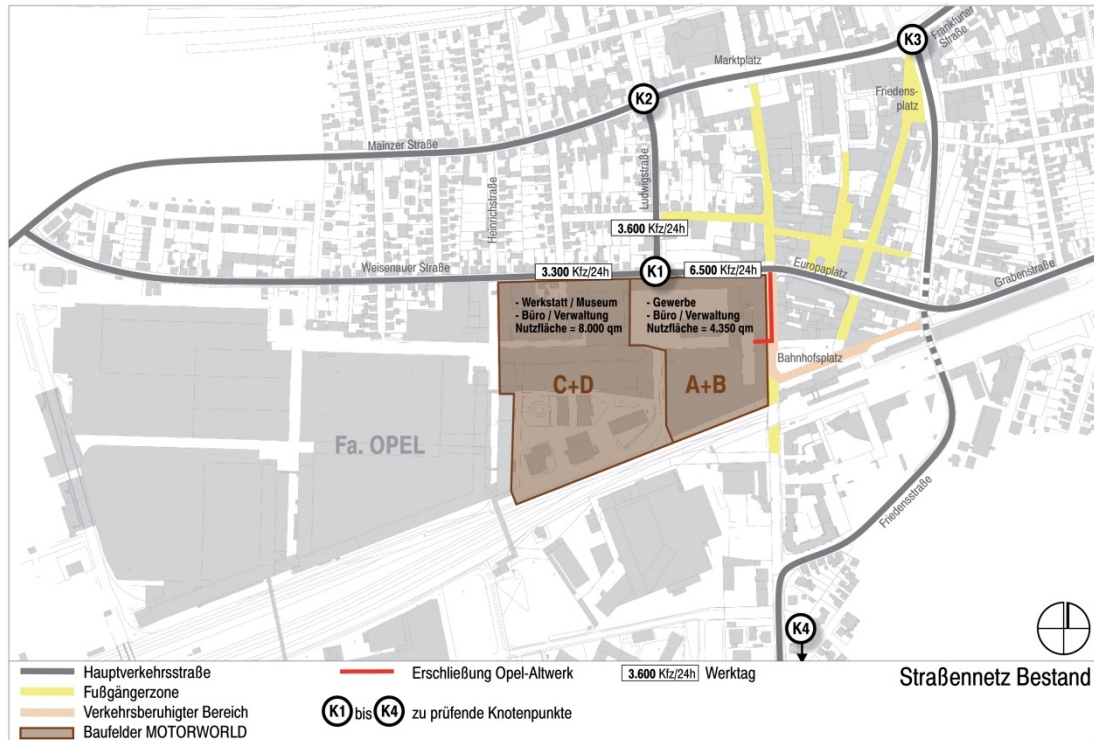 K3
Frankfurter
Straße
Marktplatz
Friedens-
platz
K2
Mainzer Straße
Heinrichstraße
Ludwigstraße
3.600 Kfz/24h
Weisenauer Straße
3.300 Kfz/24h
K1
6.500 Kfz/24h
Europaplatz
Grabenstraße
- Werkstatt / Museum
- Büro / Verwaltung
Nutzfläche = 8.000 qm
- Gewerbe
- Büro / Verwaltung
Nutzfläche = 4.350 qm
Bahnhofsplatz
C+D
A+B
Fa. OPEL
Friedensstraße
K4
Hauptverkehrsstraße
Fußgängerzone
Verkehrsberuhigter Bereich
Baufelder MOTORWORLD
Erschließung Opel-Altwerk
K1 bis K4 zu prüfende Knotenpunkte
3.600 Kfz/24h Werktag
Straßennetz Bestand